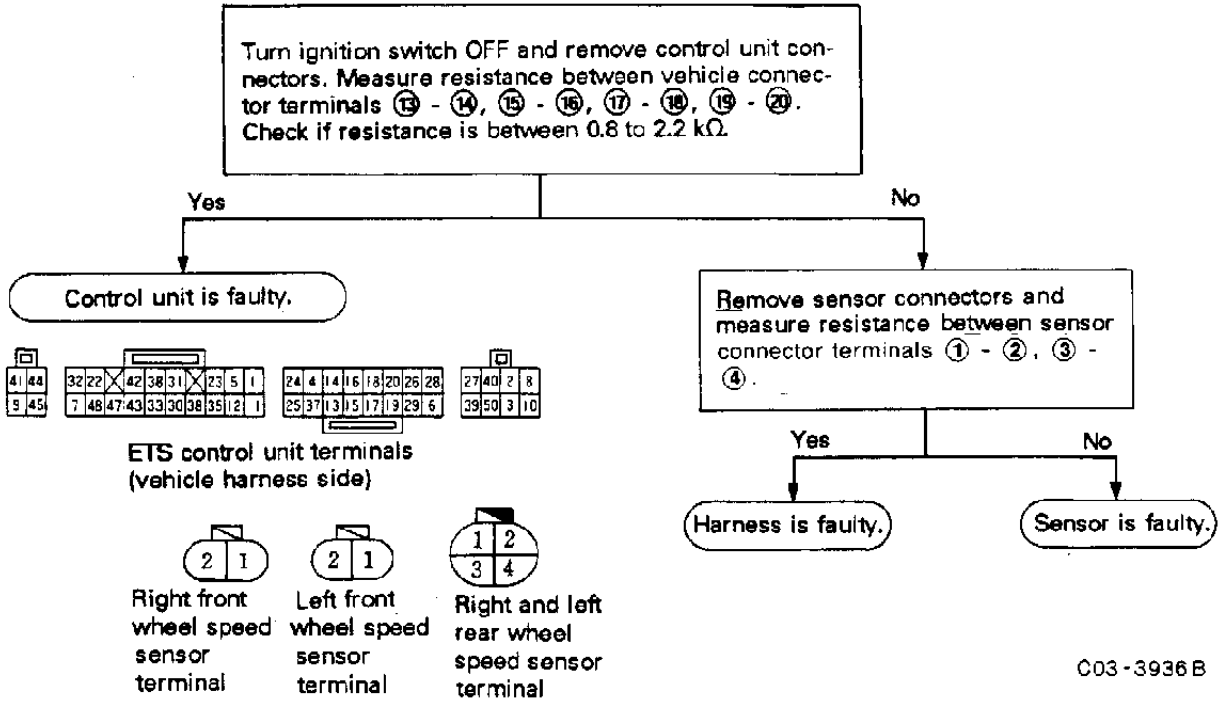 Turn ignition switch OFF and remove control unit con-
nectors. Measure resistance between vehicle connec-
tor terminals ⑬ - ⑭, ⑮ - ⑯, ⑰ - ⑱, ⑲ - ⑳.
Check if resistance is between 0.8 to 2.2 kΩ.
Yes
No
Control unit is faulty.
Remove sensor connectors and
measure resistance between sensor
connector terminals ① - ②, ③ -
④.
41 44
9 45
32 22 42 38 31 23 5 1
7 48 47 43 33 30 38 35 12 1
24 4 14 16 18 20 26 28
25 37 13 15 17 19 29 6
27 40 2 8
39 50 3 10
ETS control unit terminals
(vehicle harness side)
Yes
No
Harness is faulty.
Sensor is faulty.
2 1
2 1
1 2
3 4
Right front
wheel speed
sensor
terminal
Left front
wheel speed
sensor
terminal
Right and left
rear wheel
speed sensor
terminal
C03-3936B